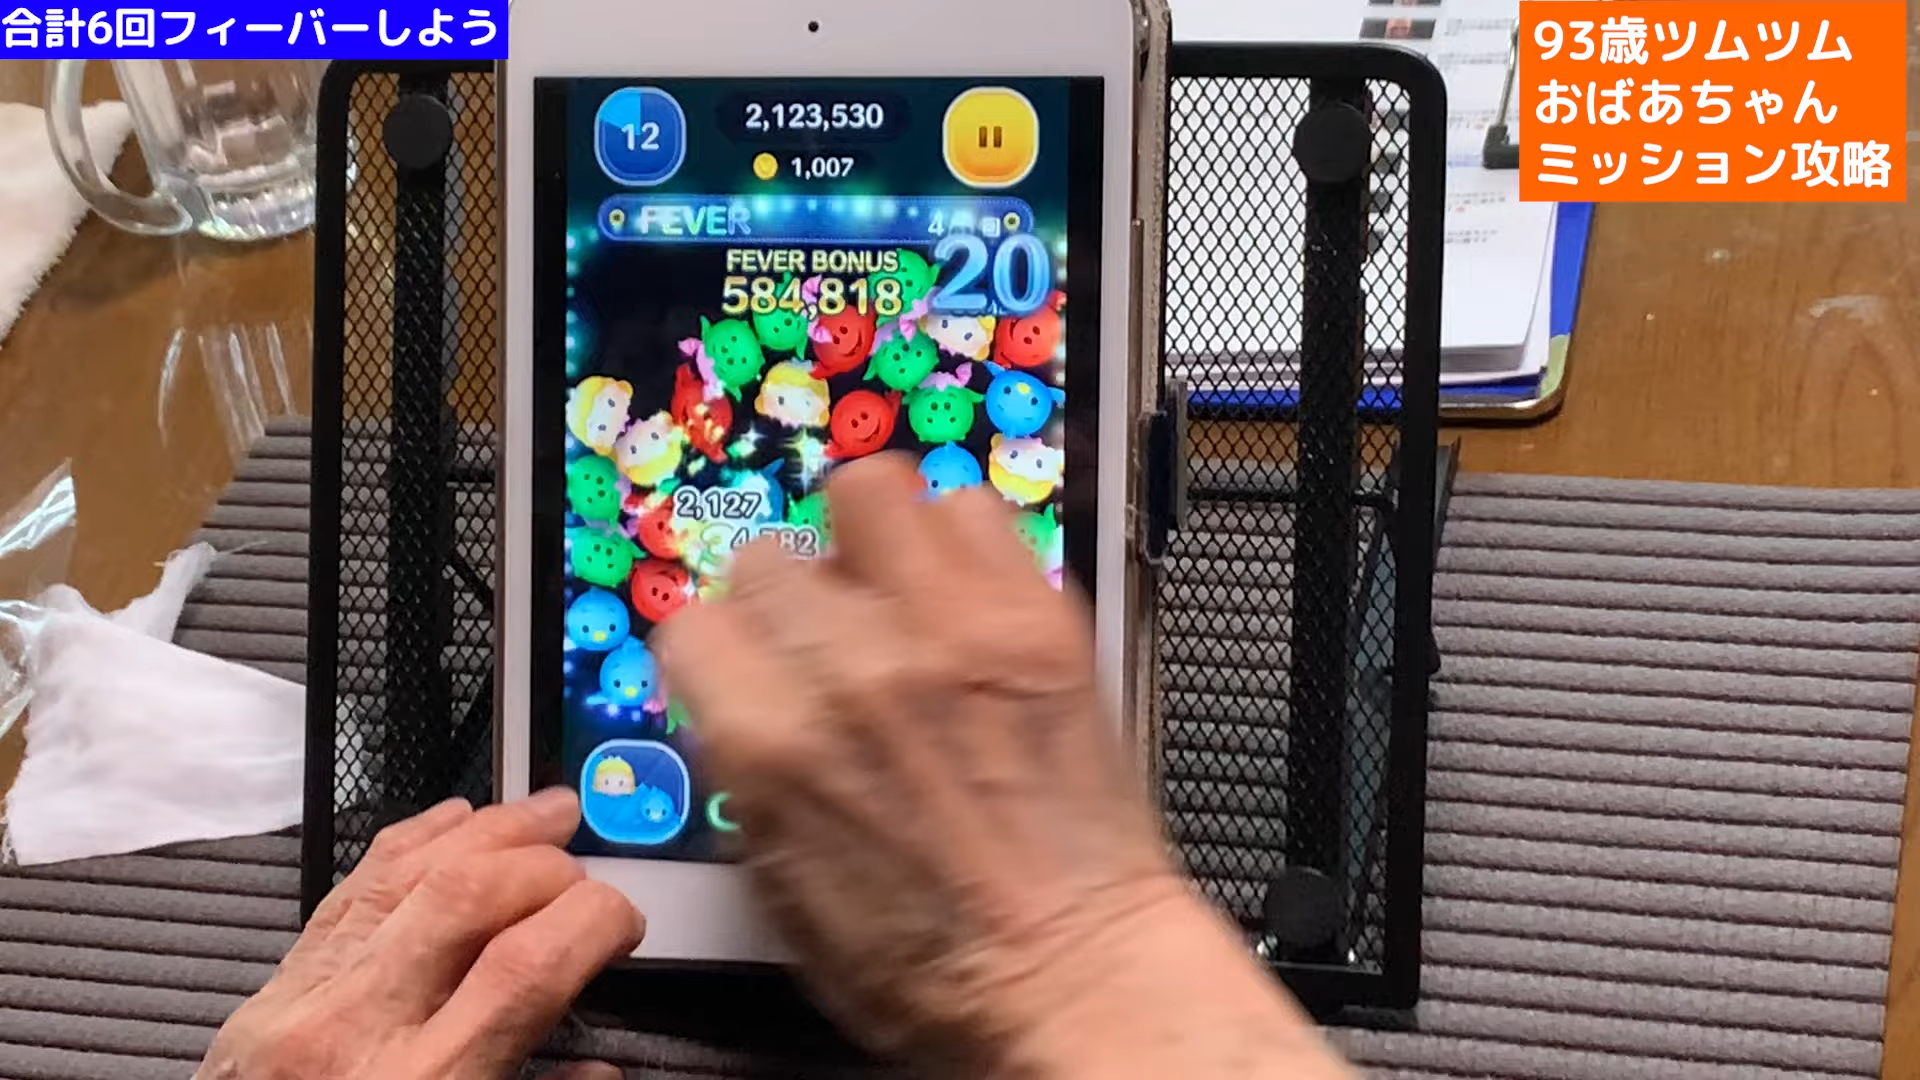 合計6回フィーバーしよう
93歳ツムツム
おばあちゃん
ミッション攻略
12
2,123,530
1,007
FEVER
20
FEVER BONUS
584,818
2,127
4,782